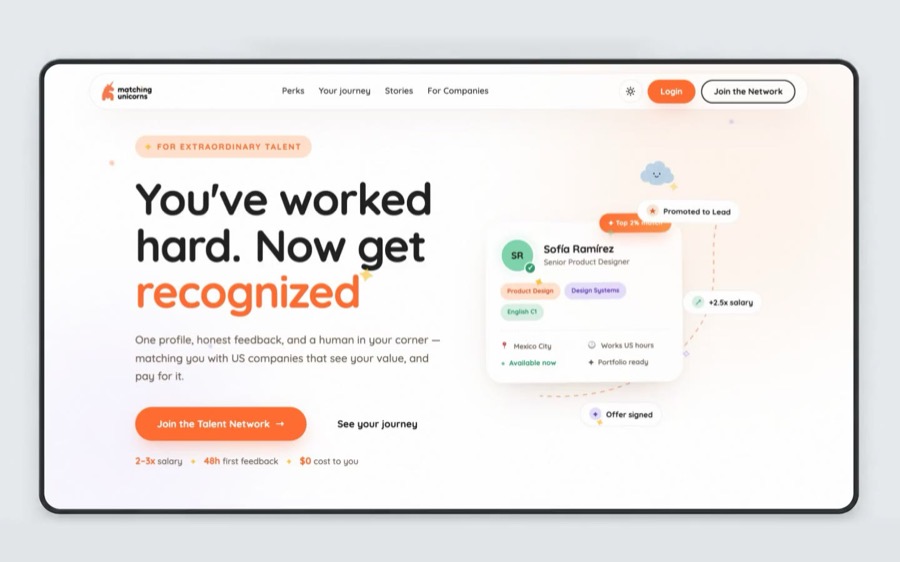 matching
unicorns
Perks
Your journey
Stories
For Companies
Login
Join the Network
FOR EXTRAORDINARY TALENT
You've worked
hard. Now get
recognized
One profile, honest feedback, and a human in your corner —
matching you with US companies that see your value, and
pay for it.
Join the Talent Network →
See your journey
2–3x salary
48h first feedback
$0 cost to you
Promoted to Lead
Top 2%
SR
Sofía Ramírez
Senior Product Designer
Product Design
Design Systems
English C1
Mexico City
Works US hours
Available now
Portfolio ready
+2.5x salary
Offer signed